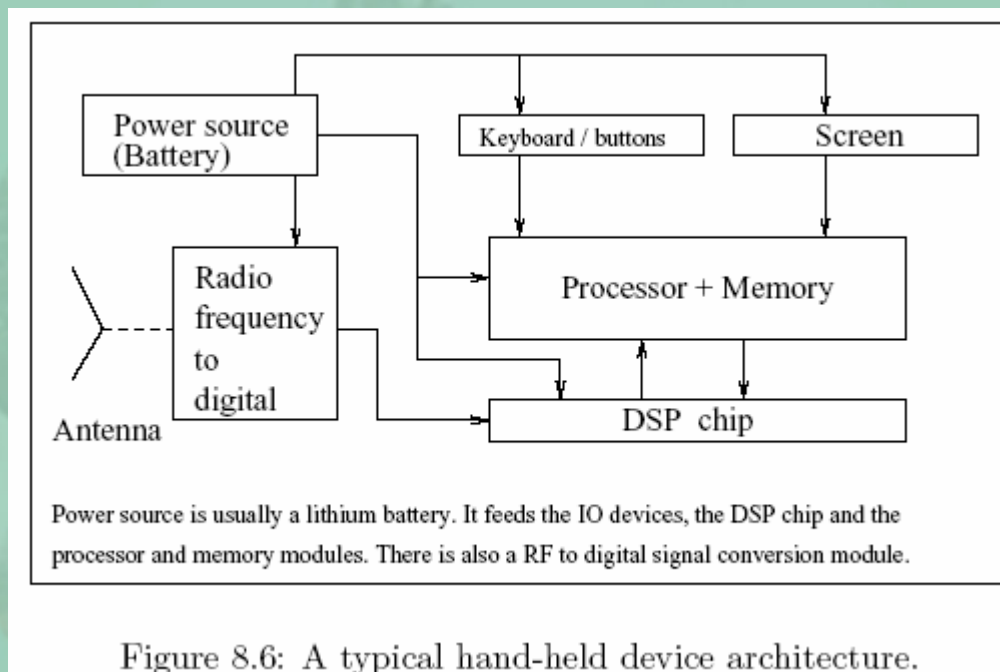 Power source
(Battery)
Keyboard / buttons
Screen
Radio
frequency
to
digital
Processor + Memory
Antenna
DSP chip
Power source is usually a lithium battery. It feeds the IO devices, the DSP chip and the
processor and memory modules. There is also a RF to digital signal conversion module.
Figure 8.6: A typical hand-held device architecture.